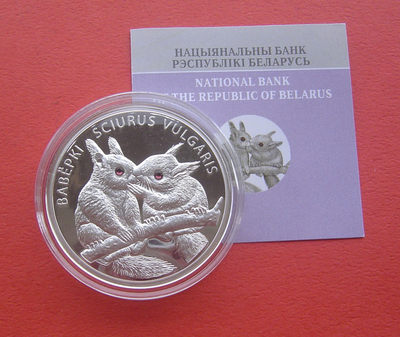 НАЦЫЯНАЛЬНЫ БАНК
РЭСПУБЛІКІ БЕЛАРУСЬ
NATIONAL BANK
THE REPUBLIC OF BELARUS
ВАВЁРКІ SCIURUS VULGARIS